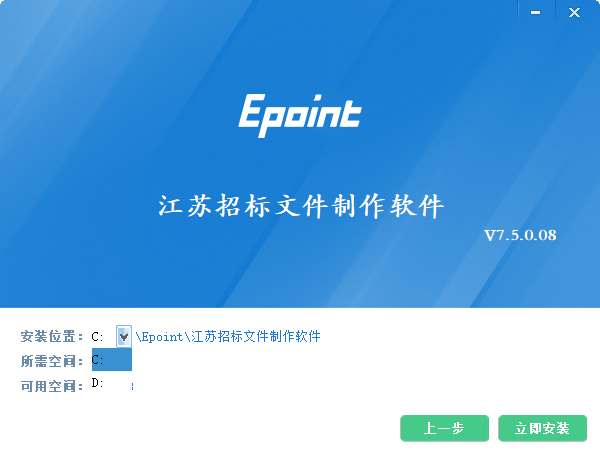 Epoint
江苏招标文件制作软件
V7.5.0.08
安装位置： C: \Epoint\江苏招标文件制作软件
所需空间： C:
可用空间： D:
上一步 立即安装